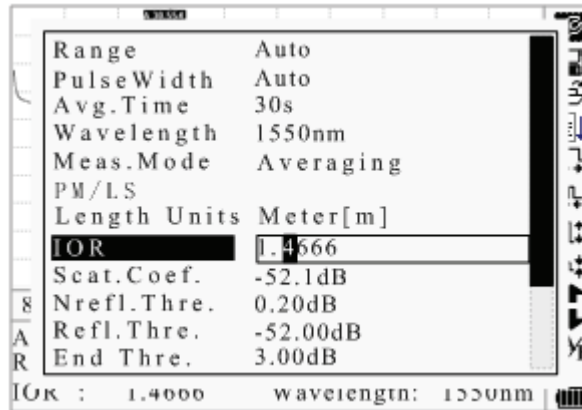 Range Auto
PulseWidth Auto
Avg.Time 30s
Wavelength 1550nm
Meas.Mode Averaging
PM/LS
Length Units Meter[m]
IOR 1.4666
Scat.Coef. -52.1dB
Nrefl.Thre. 0.20dB
Refl.Thre. -52.00dB
End Thre. 3.00dB
8
A
R
IOR : 1.4666 Wavelength: 1550nm